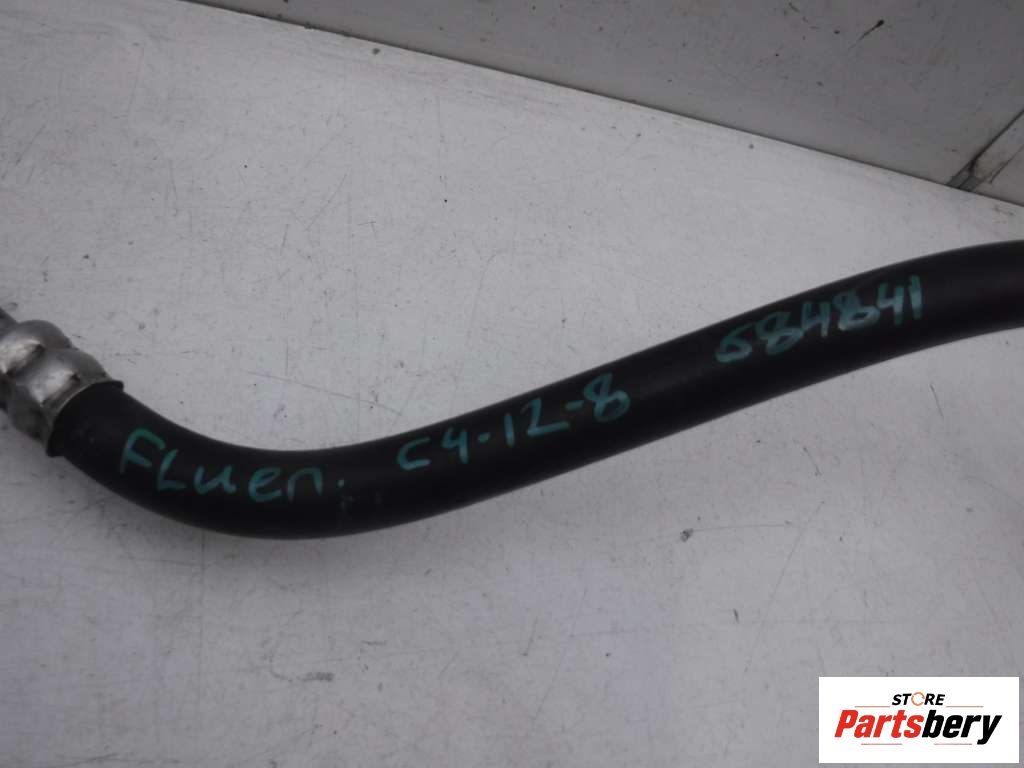 FLuen. C4-12-8 584841
STORE
Partsbery